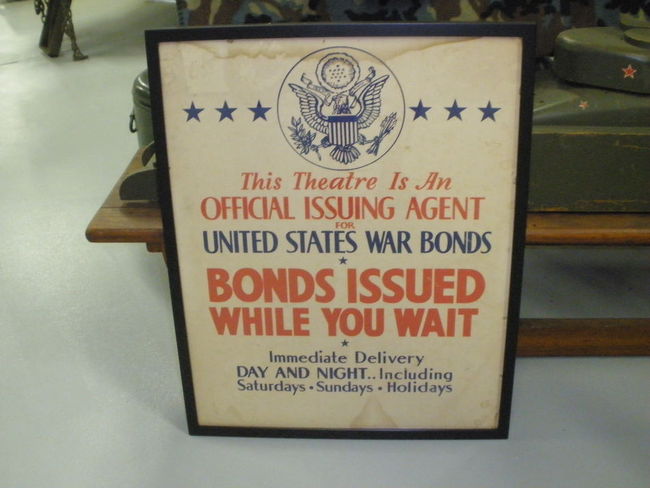 This Theatre Is An
OFFICIAL ISSUING AGENT
FOR
UNITED STATES WAR BONDS
BONDS ISSUED
WHILE YOU WAIT
Immediate Delivery
DAY AND NIGHT.. Including
Saturdays • Sundays • Holidays